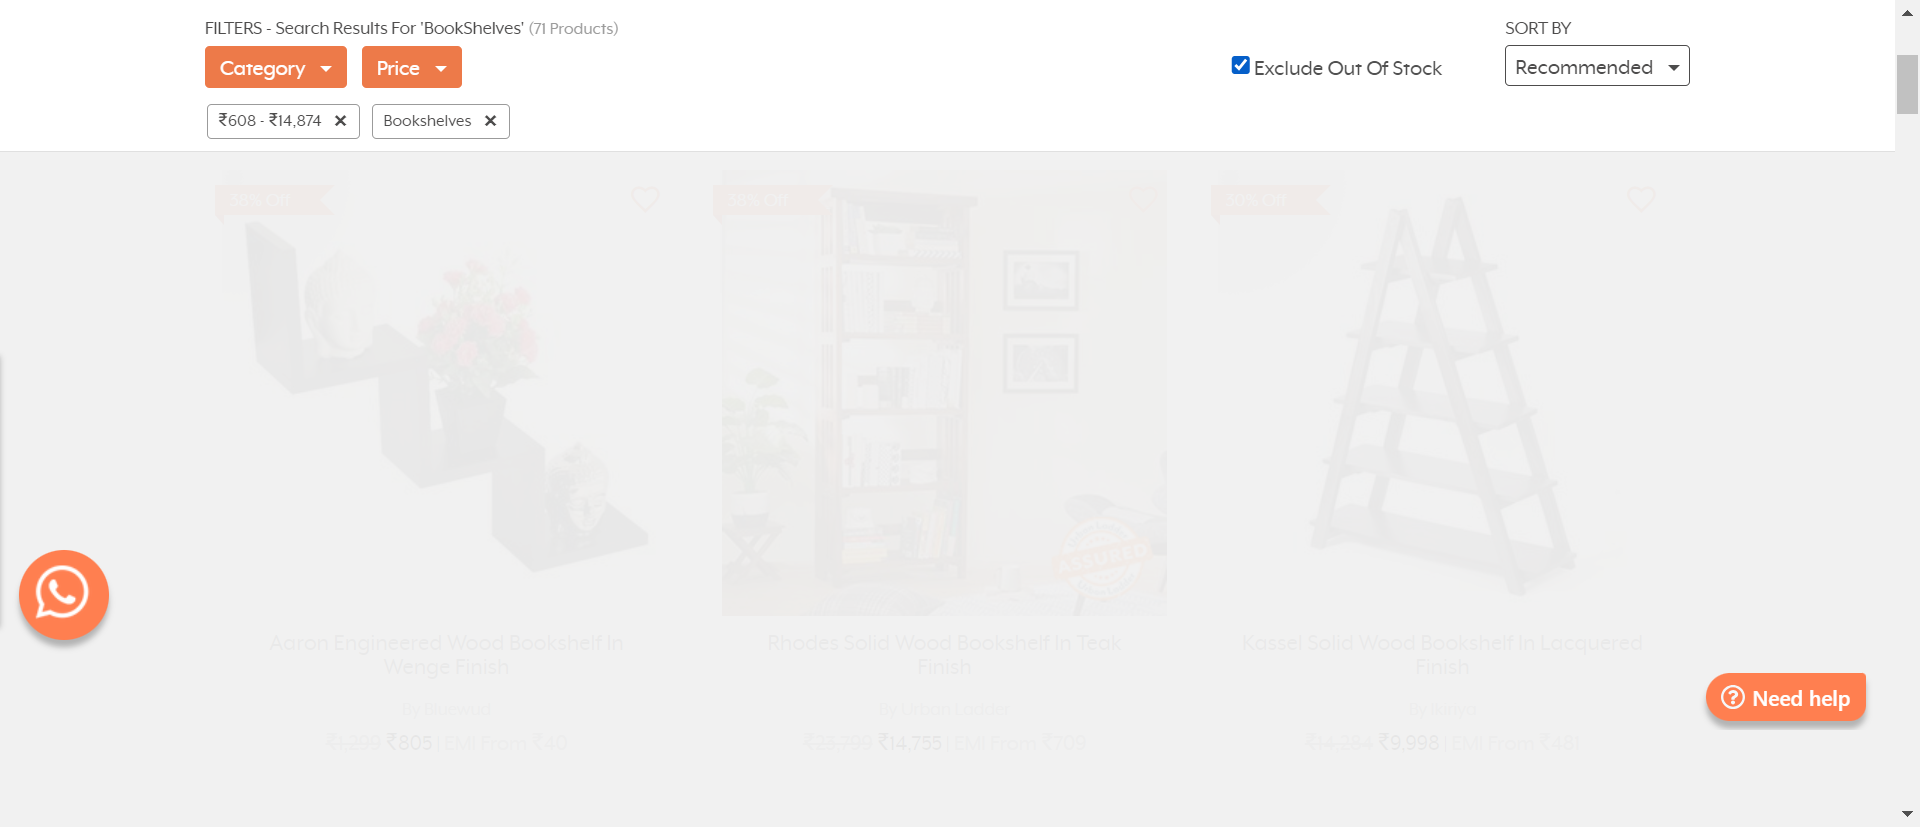 FILTERS - Search Results For 'BookShelves' (71 Products)
SORT BY
Category
Price
Exclude Out Of Stock
Recommended
₹608 - ₹14,874
Bookshelves
38% Off
38% Off
30% Off
ASSURED
Aaron Engineered Wood Bookshelf In
Wenge Finish
By Bluewud
₹1,299 ₹805 | EMI From ₹40
Rhodes Solid Wood Bookshelf In Teak
Finish
By Urban Ladder
₹23,799 ₹14,755 | EMI From ₹709
Kassel Solid Wood Bookshelf In Lacquered
Finish
By
₹14,284 ₹9,998 | EMI From ₹481
Need help